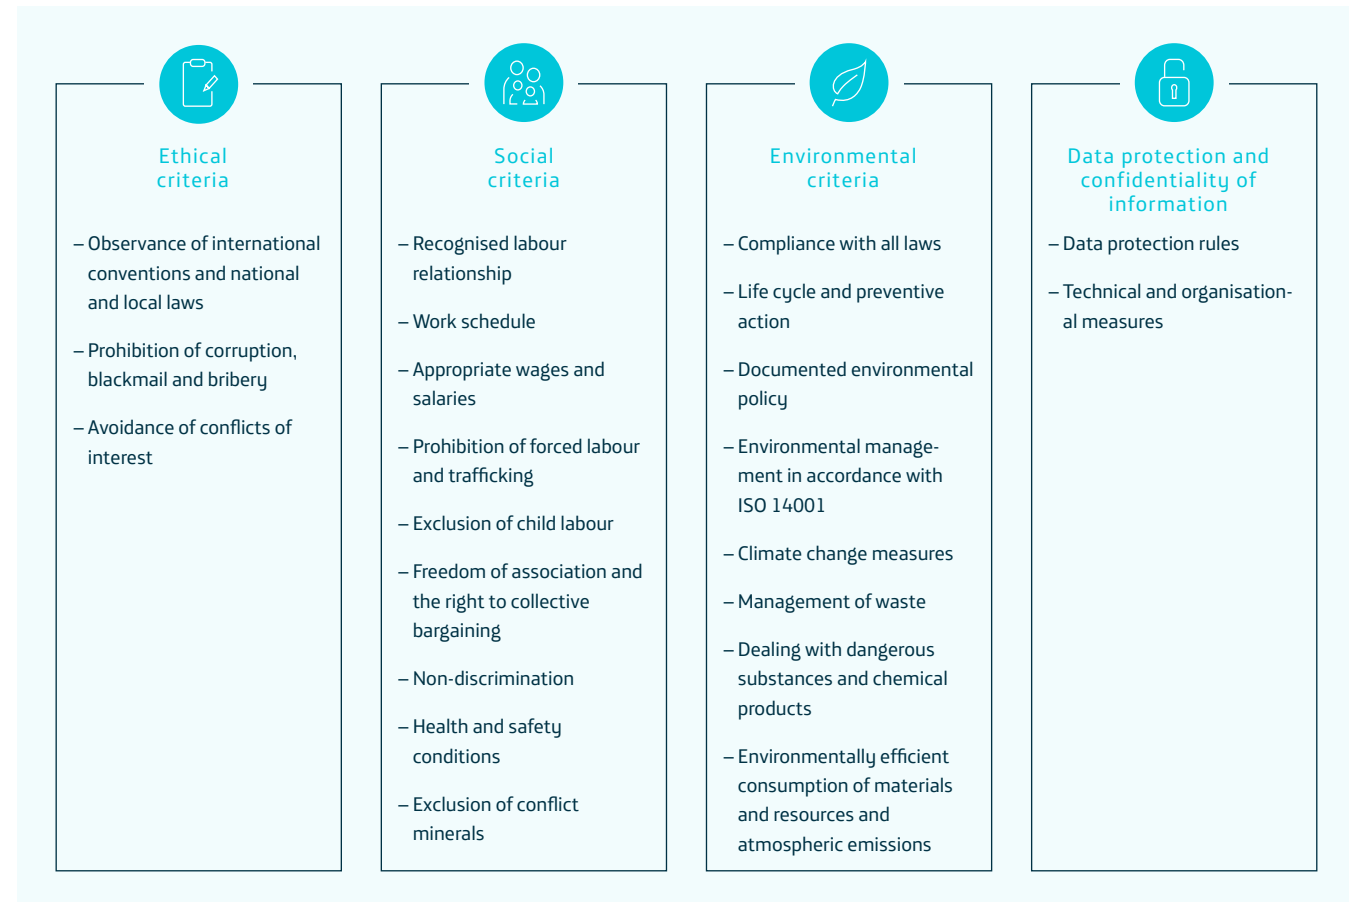 Ethical
criteria
– Observance of international
conventions and national
and local laws
– Prohibition of corruption,
blackmail and bribery
– Avoidance of conflicts of
interest
Social
criteria
– Recognised labour
relationship
– Work schedule
– Appropriate wages and
salaries
– Prohibition of forced labour
and trafficking
– Exclusion of child labour
– Freedom of association and
the right to collective
bargaining
– Non-discrimination
– Health and safety
conditions
– Exclusion of conflict
minerals
Environmental
criteria
– Compliance with all laws
– Life cycle and preventive
action
– Documented environmental
policy
– Environmental manage-
ment in accordance with
ISO 14001
– Climate change measures
– Management of waste
– Dealing with dangerous
substances and chemical
products
– Environmentally efficient
consumption of materials
and resources and
atmospheric emissions
Data protection and
confidentiality of
information
– Data protection rules
– Technical and organisation-
al measures